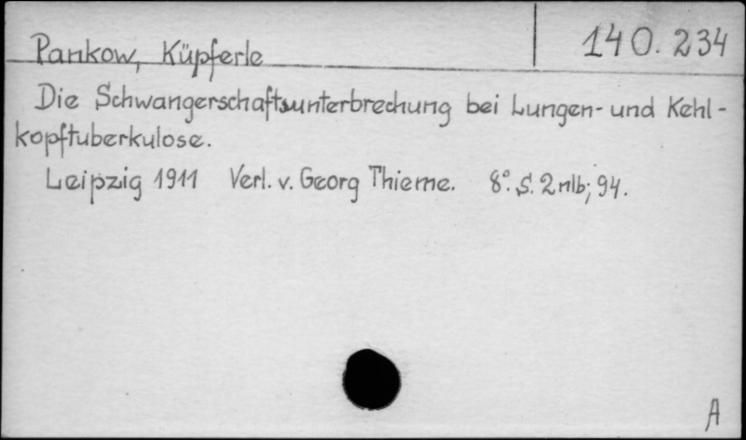 Pankow, Küpferle
140.234
Die Schwangerschaftsunterbrechung bei Lungen- und Kehl-
kopftuberkulose.
Leipzig 1911 Verl. v. Georg Thieme. 8° S. 2nlb; 94.
A